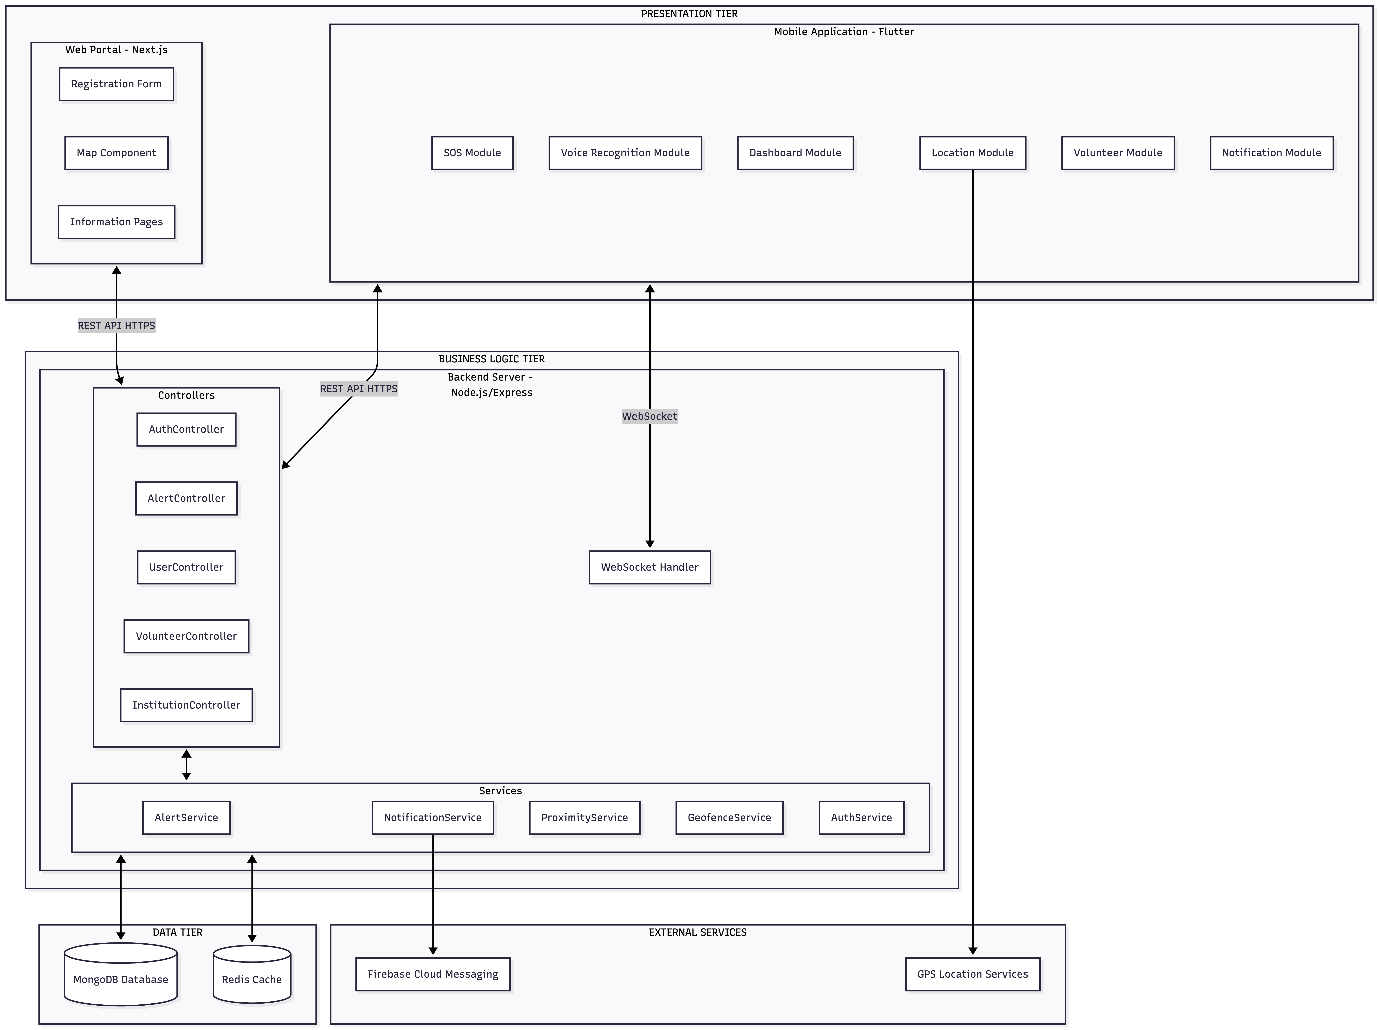 PRESENTATION TIER
Web Portal - Next.js
Registration Form
Map Component
Information Pages
Mobile Application - Flutter
SOS Module
Voice Recognition Module
Dashboard Module
Location Module
Volunteer Module
Notification Module
REST API HTTPS
REST API HTTPS
WebSocket
BUSINESS LOGIC TIER
Backend Server -
Node.js/Express
Controllers
AuthController
AlertController
UserController
VolunteerController
InstitutionController
WebSocket Handler
Services
AlertService
NotificationService
ProximityService
GeofenceService
AuthService
DATA TIER
MongoDB Database
Redis Cache
EXTERNAL SERVICES
Firebase Cloud Messaging
GPS Location Services